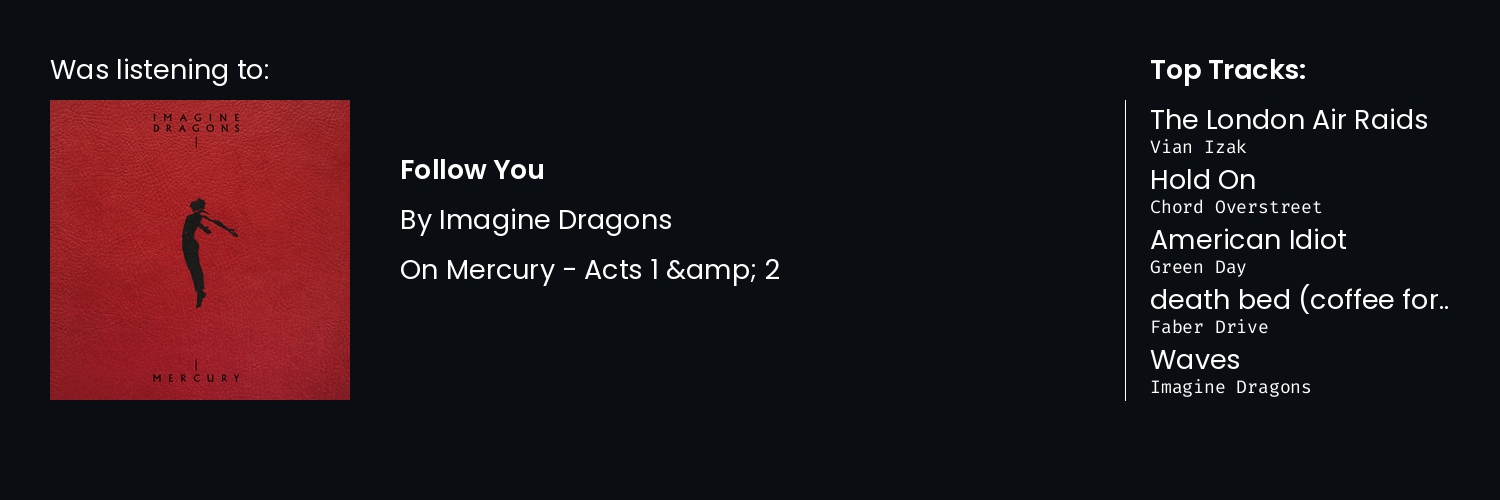 Was listening to:
IMAGINE
DRAGONS
MERCURY
Follow You
By Imagine Dragons
On Mercury - Acts 1 &amp; 2
Top Tracks:
The London Air Raids
Vian Izak
Hold On
Chord Overstreet
American Idiot
Green Day
death bed (coffee for..
Faber Drive
Waves
Imagine Dragons